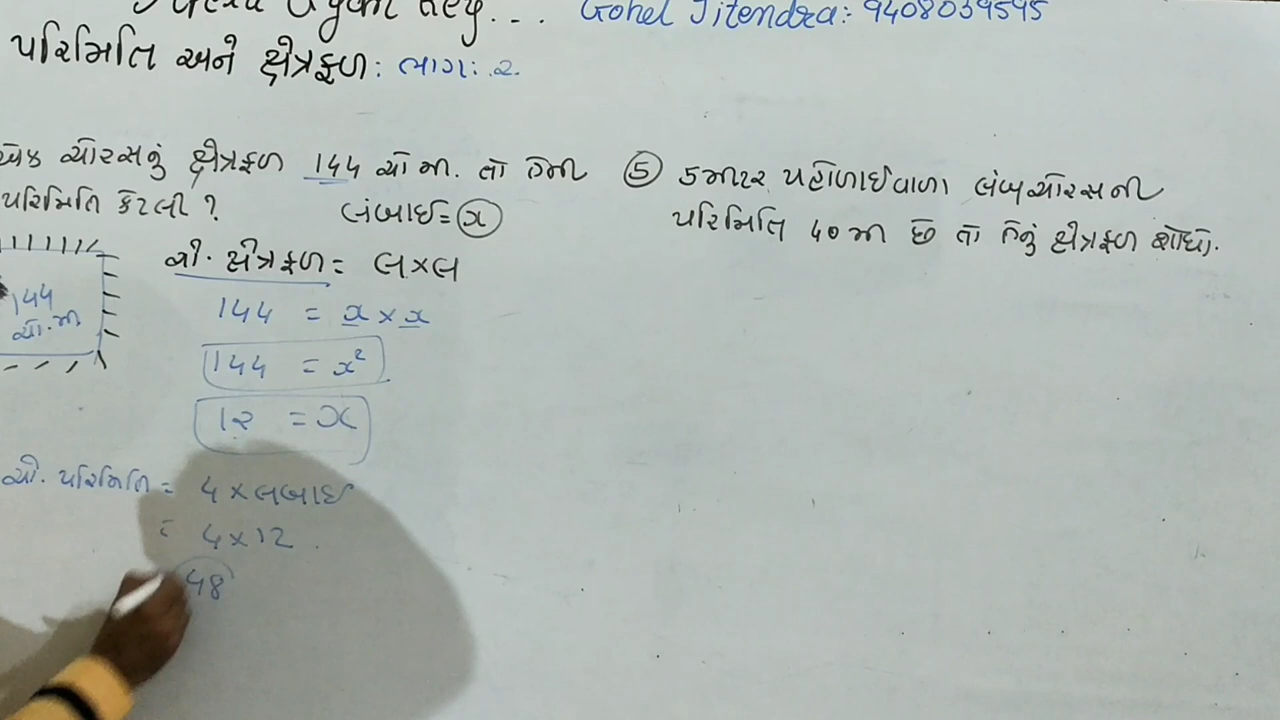 Gohel Jitendra:- 9408039595
પરિમિતિ અને ક્ષેત્રફળ: ભાગ: 2.
એક ચોરસનું ક્ષેત્રફળ 144 ચો મી. તો તેની
પરિમિતિ કેટલી ?
લંબાઈ = x
144
ચો.મી
ચો. ક્ષેત્રફળ = લ × લ
144 = x × x
144 = x²
12 = x
ચો. પરિમિતિ = 4 × લંબાઈ
= 4 × 12
48
⑤ 5 મીટર પહોળાઈવાળા લંબચોરસની
પરિમિતિ 40 મી છે તો તેનું ક્ષેત્રફળ શોધો.